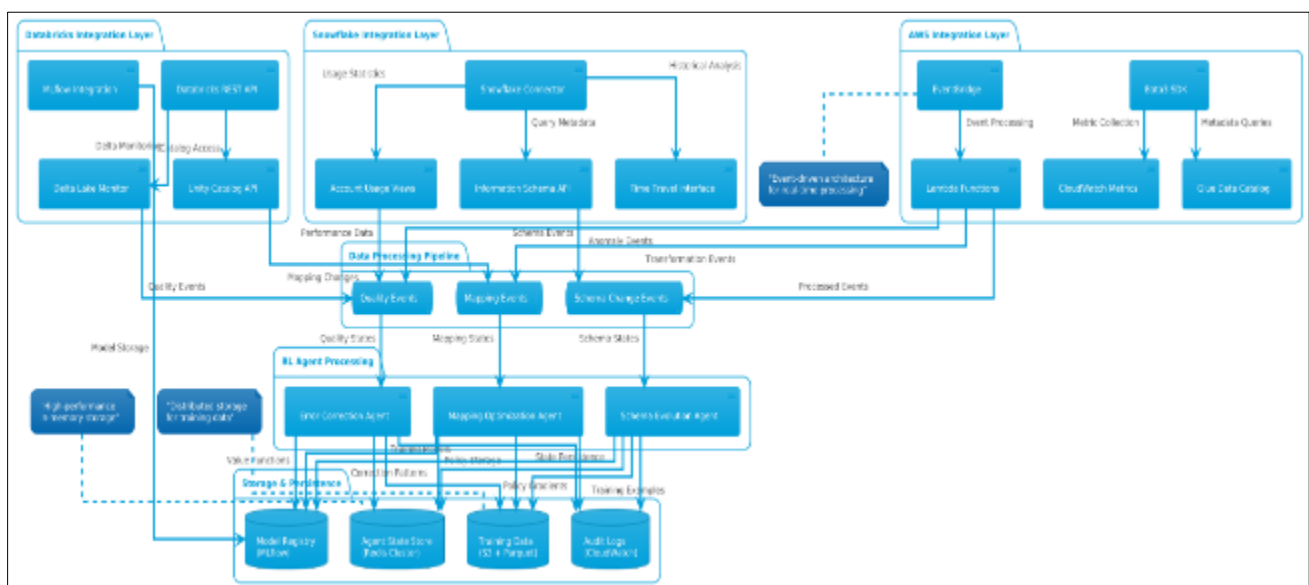 Databricks Integration Layer
Snowflake Integration Layer
AWS Integration Layer
Usage Statistics
Historical Analysis
MLflow Integration
Databricks REST API
Snowflake Connector
EventBridge
Boto3 SDK
Query Metadata
Event Processing
Metric Collection
Metadata Queries
Delta Monitoring
Catalog Access
Delta Lake Monitor
Unity Catalog API
Account Usage Views
Information Schema API
Time Travel Interface
"Event-driven architecture
for real-time processing"
Lambda Functions
CloudWatch Metrics
Glue Data Catalog
Performance Data
Schema Events
Anomaly Events
Data Processing Pipeline
Transformation Events
Mapping Changes
Quality Events
Processed Events
Quality Events
Mapping Events
Schema Change Events
Quality States
Mapping States
Schema States
Model Storage
RL Agent Processing
High-performance
in-memory storage"
"Distributed storage
for training data"
Error Correction Agent
Mapping Optimization Agent
Schema Evolution Agent
Value Functions
Policy Storage
State Persistence
Correction Patterns
Storage & Persistence
Policy Gradients
Training Examples
Model Registry
(MLflow)
Agent State Store
(Redis Cluster)
Training Data
(S3 + Parquet)
Audit Logs
(CloudWatch)